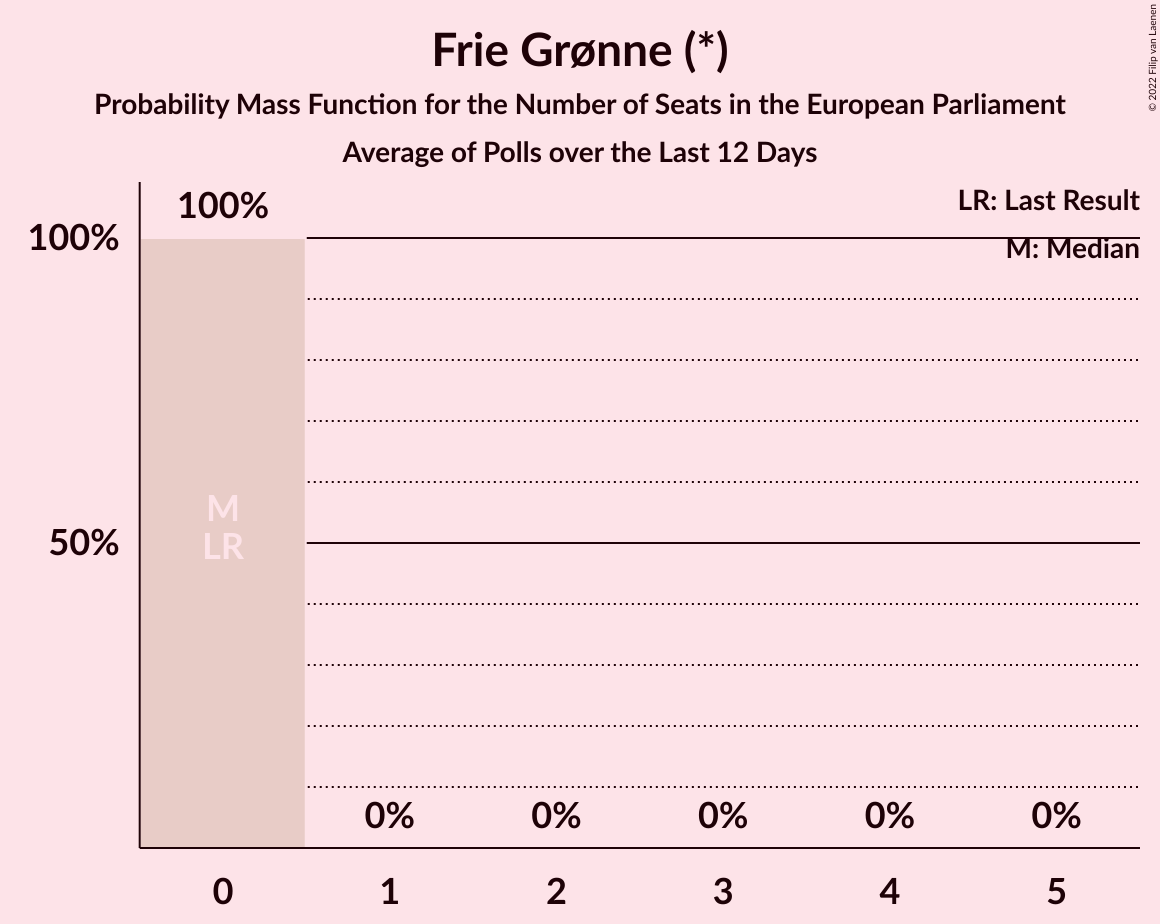 Frie Grønne (*)
Probability Mass Function for the Number of Seats in the European Parliament
Average of Polls over the Last 12 Days
© 2022 Filip van Laenen
LR: Last Result
M: Median
100%
100%
50%
M
LR
0% 0% 0% 0% 0%
0 1 2 3 4 5